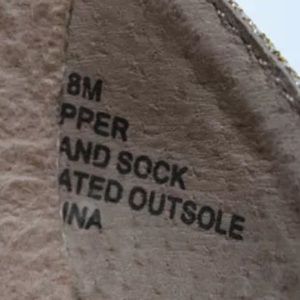 8M
PPER
AND SOCK
ATED OUTSOLE
INA